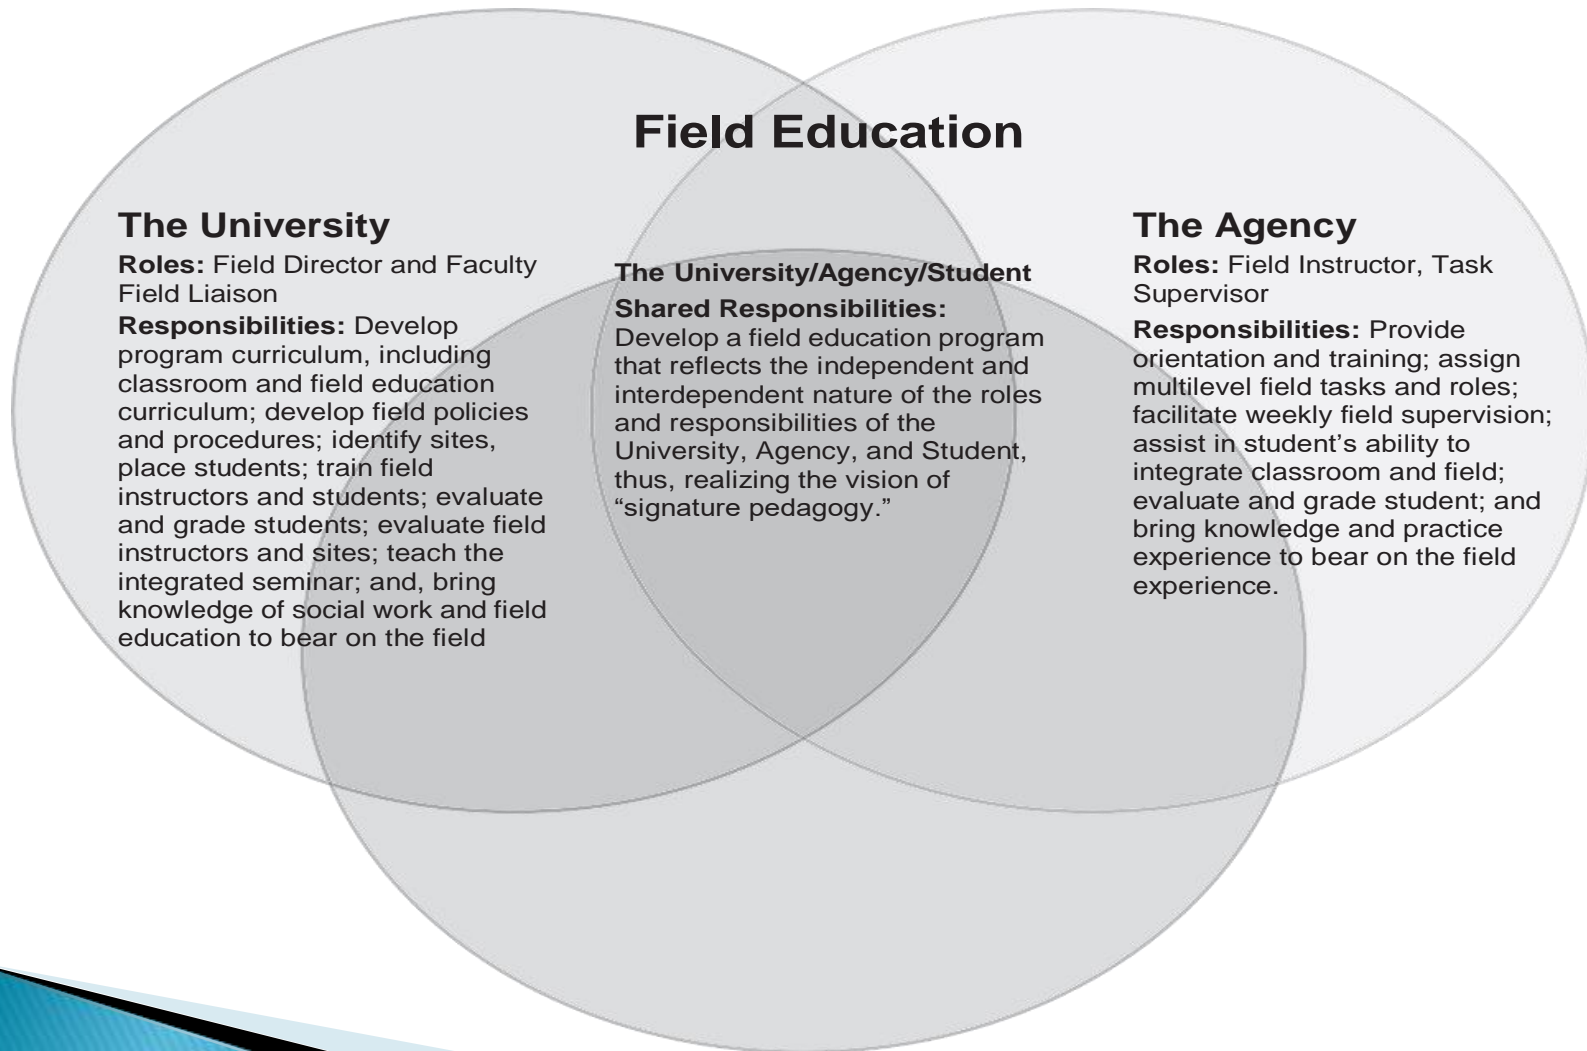 Field Education
The University
Roles: Field Director and Faculty
Field Liaison
Responsibilities: Develop
program curriculum, including
classroom and field education
curriculum; develop field policies
and procedures; identify sites,
place students; train field
instructors and students; evaluate
and grade students; evaluate field
instructors and sites; teach the
integrated seminar; and, bring
knowledge of social work and field
education to bear on the field
The University/Agency/Student
Shared Responsibilities:
Develop a field education program
that reflects the independent and
interdependent nature of the roles
and responsibilities of the
University, Agency, and Student,
thus, realizing the vision of
“signature pedagogy.”
The Agency
Roles: Field Instructor, Task
Supervisor
Responsibilities: Provide
orientation and training; assign
multilevel field tasks and roles;
facilitate weekly field supervision;
assist in student’s ability to
integrate classroom and field;
evaluate and grade student; and
bring knowledge and practice
experience to bear on the field
experience.